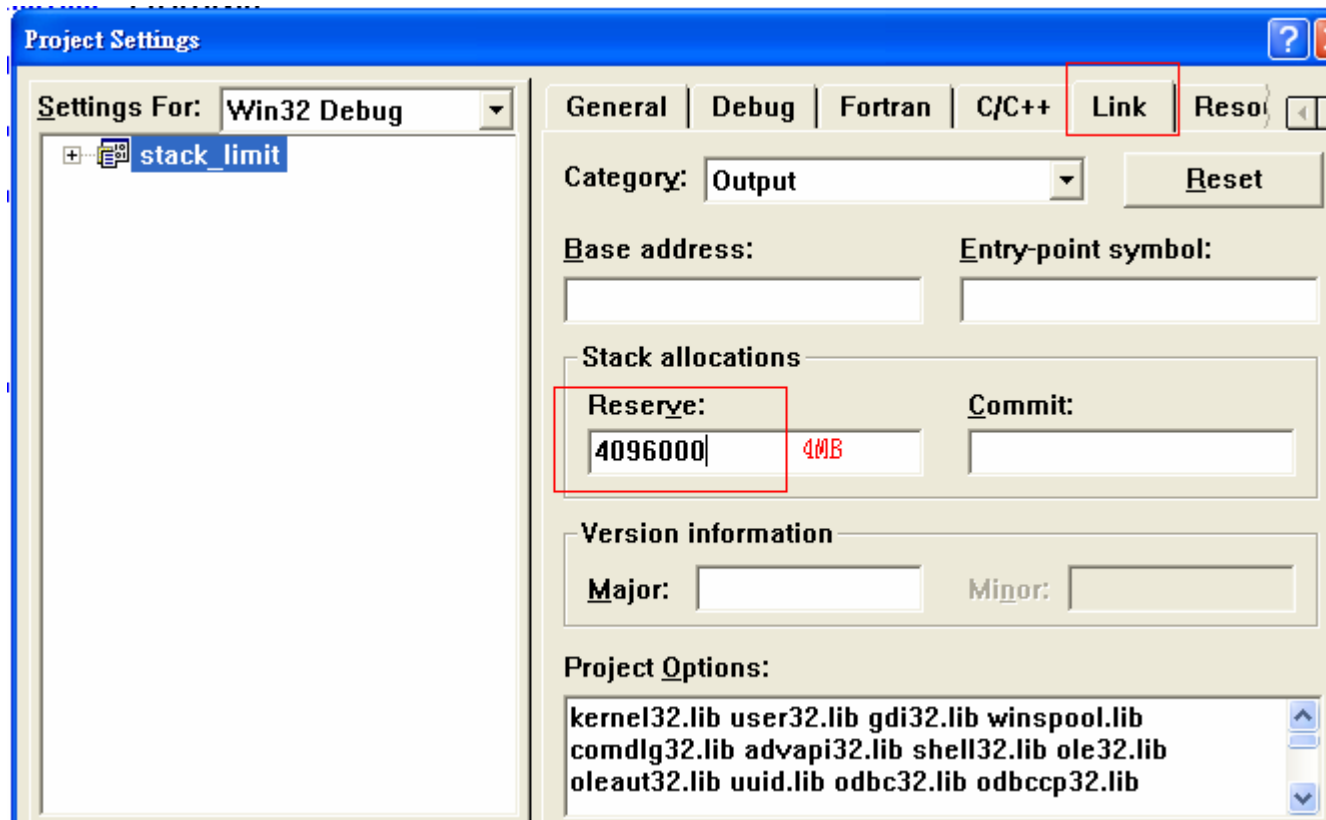 Project Settings
Settings For: Win32 Debug
stack_limit
General Debug Fortran C/C++ Link
Category: Output Reset
Base address: Entry-point symbol:
Stack allocations
Reserve: Commit:
4096000 4MB
Version information
Major: Minor:
Project Options:
kernel32.lib user32.lib gdi32.lib winspool.lib
comdlg32.lib advapi32.lib shell32.lib ole32.lib
oleaut32.lib uuid.lib odbc32.lib odbccp32.lib